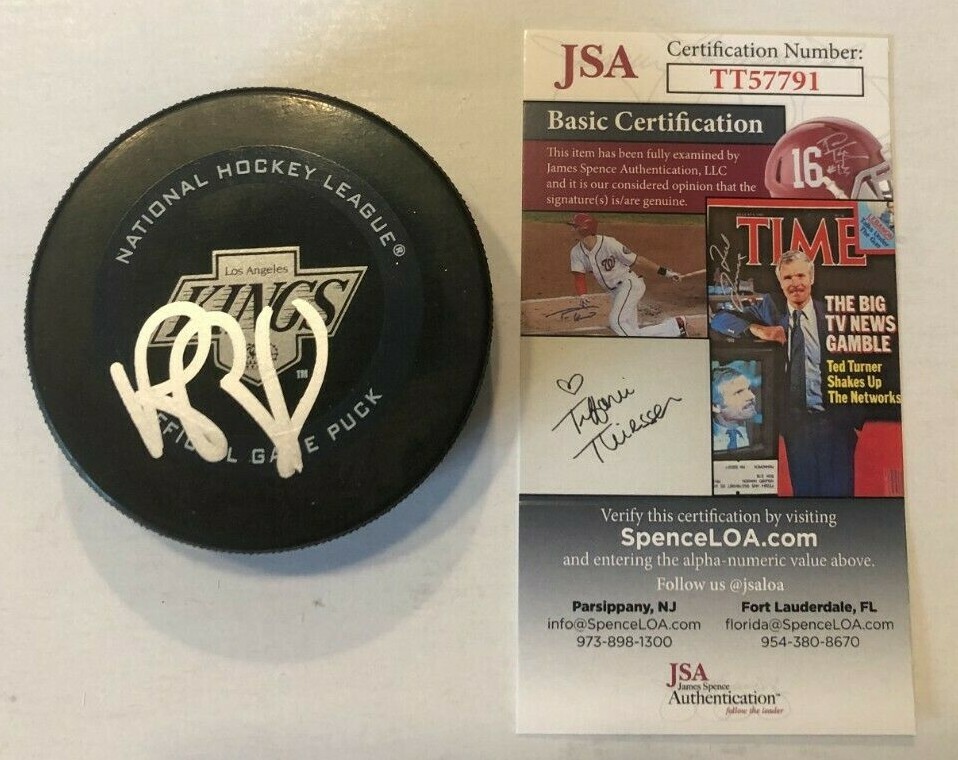 NATIONAL HOCKEY LEAGUE®
Los Angeles
KINGS
TM
OFFICIAL GAME PUCK
JSA
Certification Number:
TT57791
Basic Certification
This item has been fully examined by
James Spence Authentication, LLC
and it is our considered opinion that the
signature(s) is/are genuine.
16
TIME
THE BIG
TV NEWS
GAMBLE
Ted Turner
Shakes Up
The Networks
Tiffani
Thiessen
Verify this certification by visiting
SpenceLOA.com
and entering the alpha-numeric value above.
Follow us @jsaloa
Parsippany, NJ
info@SpenceLOA.com
973-898-1300
Fort Lauderdale, FL
florida@SpenceLOA.com
954-380-8670
JSA
James Spence
Authentication™
follow the leader